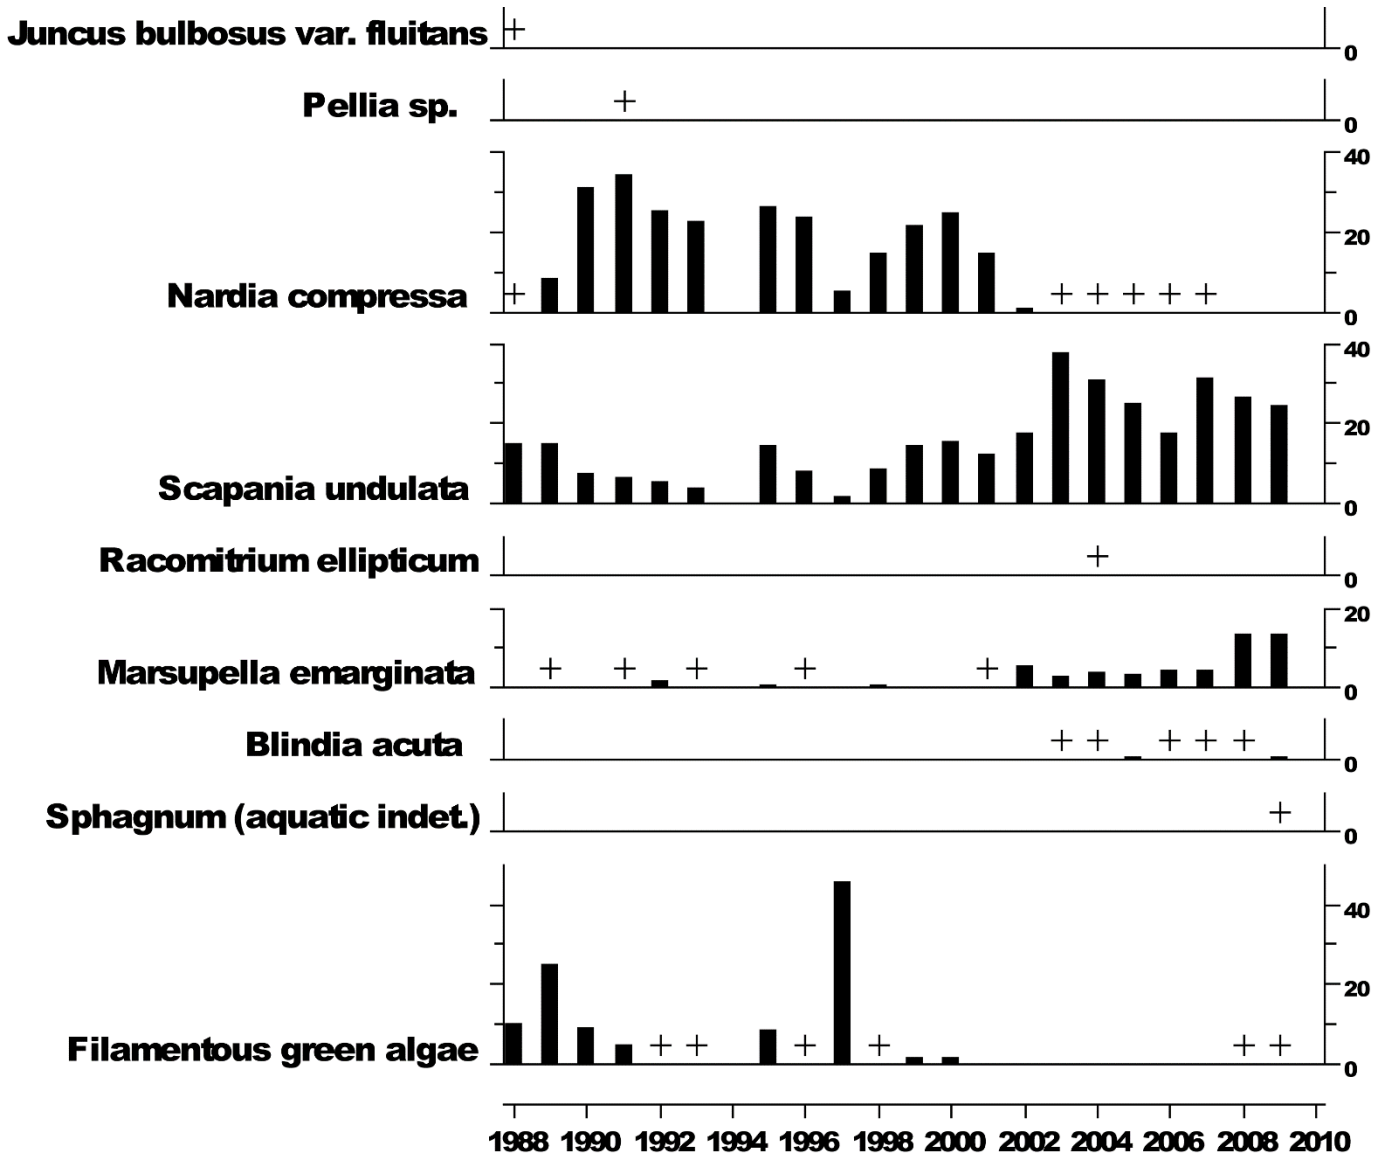 Juncus bulbosus var. fluitans
0
Pellia sp.
0
40
20
Nardia compressa
0
40
20
Scapania undulata
0
Racomitrium ellipticum
0
20
Marsupella emarginata
0
Blindia acuta
0
Sphagnum (aquatic indet.)
0
40
20
Filamentous green algae
0
1988 1990 1992 1994 1996 1998 2000 2002 2004 2006 2008 2010